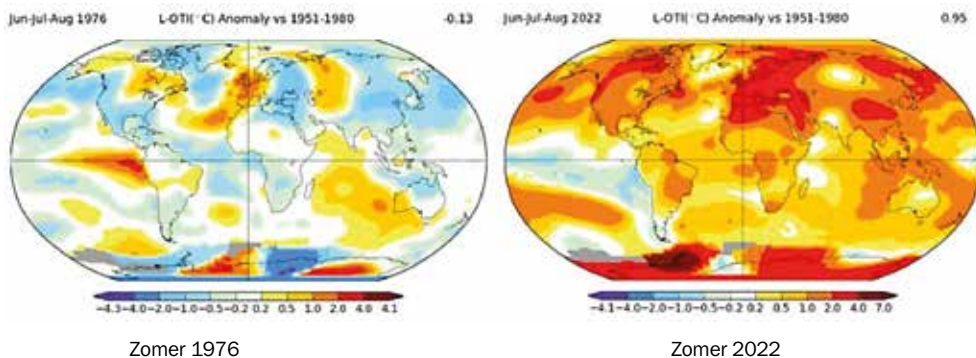 Jun-Jul-Aug 1976 L-OTI(°C) Anomaly vs 1951-1980 -0.13
Jun-Jul-Aug 2022 L-OTI(°C) Anomaly vs 1951-1980 0.95
-4.3 -4.0 -2.0 -1.0 -0.5 -0.2 0.2 0.5 1.0 2.0 4.0 4.1
-4.1 -4.0 -2.0 -1.0 -0.5 -0.2 0.2 0.5 1.0 2.0 4.0 7.0
Zomer 1976
Zomer 2022